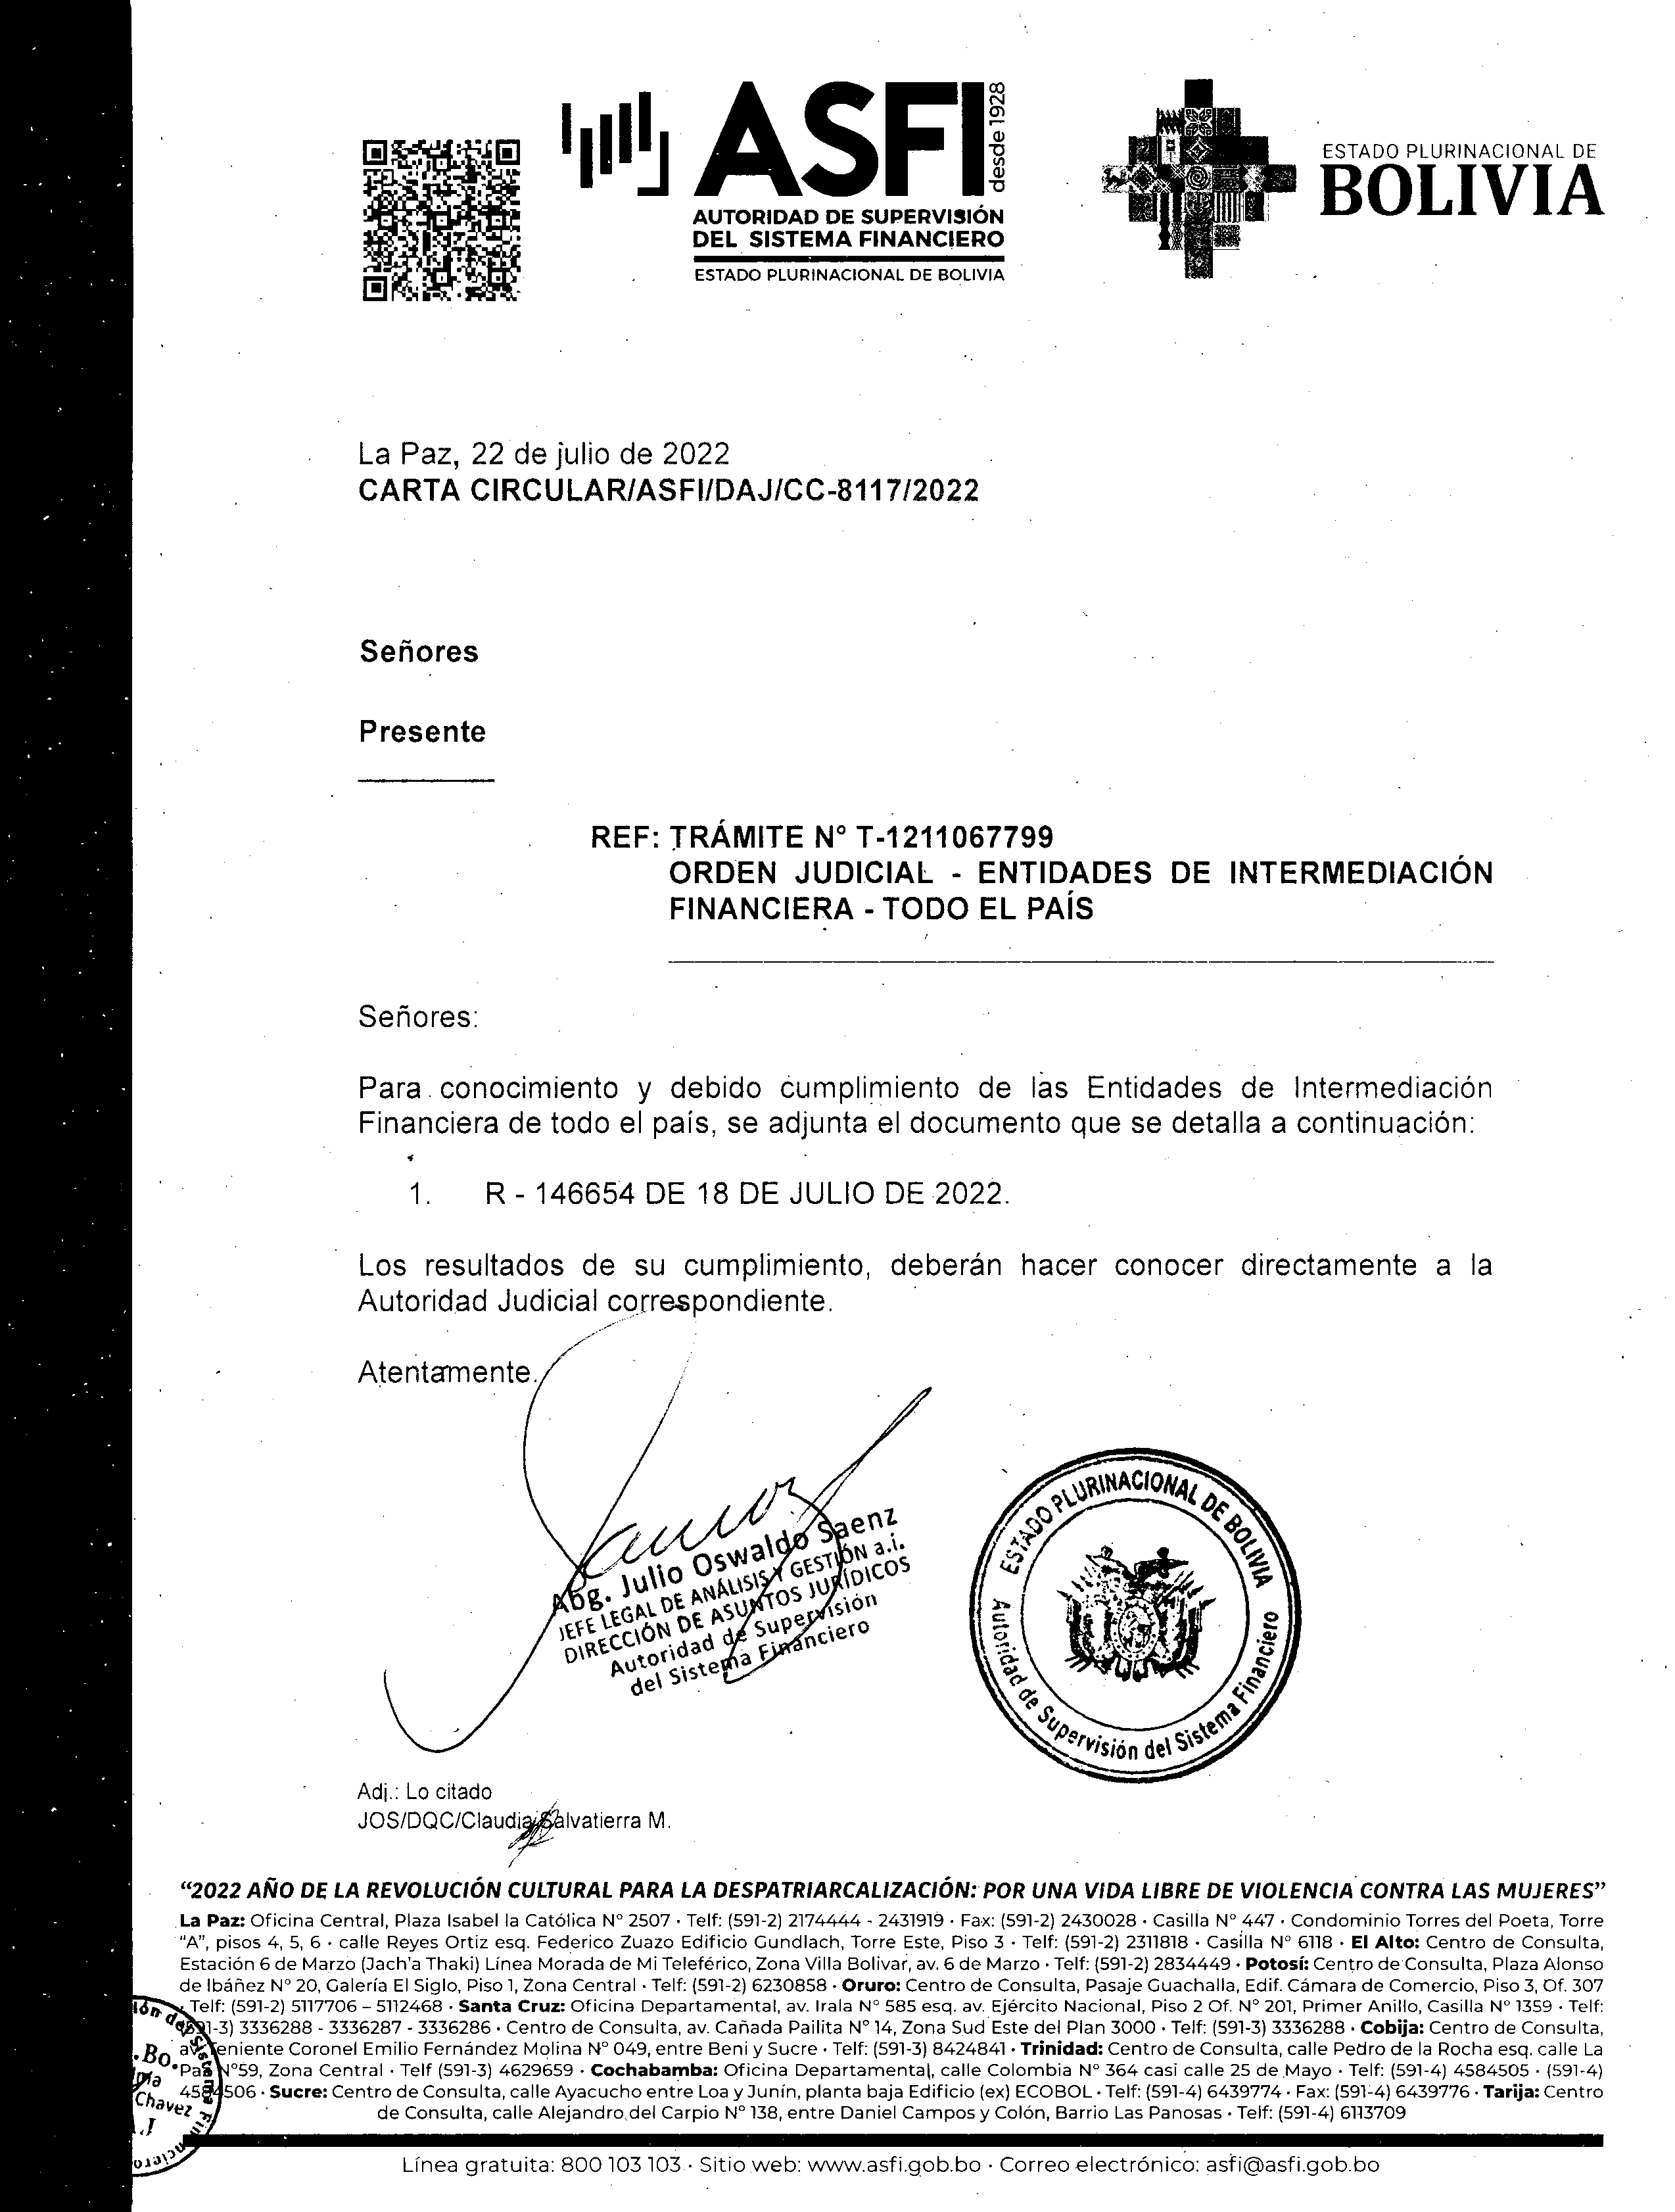 ASFI
desde 1928
AUTORIDAD DE SUPERVISIÓN
DEL SISTEMA FINANCIERO
ESTADO PLURINACIONAL DE BOLIVIA
ESTADO PLURINACIONAL DE
BOLIVIA
La Paz, 22 de julio de 2022
CARTA CIRCULAR/ASFI/DAJ/CC-8117/2022
Señores
Presente
REF: TRÁMITE Nº T-1211067799
ORDEN JUDICIAL - ENTIDADES DE INTERMEDIACIÓN
FINANCIERA - TODO EL PAÍS
Señores:
Para conocimiento y debido cumplimiento de las Entidades de Intermediación
Financiera de todo el país, se adjunta el documento que se detalla a continuación:
1. R - 146654 DE 18 DE JULIO DE 2022.
Los resultados de su cumplimiento, deberán hacer conocer directamente a la
Autoridad Judicial correspondiente.
Atentamente.
Abg. Julio Oswaldo Saenz
JEFE LEGAL DE ANÁLISIS Y GESTIÓN a.i.
DIRECCIÓN DE ASUNTOS JURÍDICOS
Autoridad de Supervisión
del Sistema Financiero
ESTADO PLURINACIONAL DE BOLIVIA
Autoridad de Supervisión del Sistema Financiero
Adj.: Lo citado
JOS/DQC/Claudia Salvatierra M.
“2022 AÑO DE LA REVOLUCIÓN CULTURAL PARA LA DESPATRIARCALIZACIÓN: POR UNA VIDA LIBRE DE VIOLENCIA CONTRA LAS MUJERES”
La Paz: Oficina Central, Plaza Isabel la Católica Nº 2507 · Telf: (591-2) 2174444 - 2431919 · Fax: (591-2) 2430028 · Casilla Nº 447 · Condominio Torres del Poeta, Torre
“A”, pisos 4, 5, 6 · calle Reyes Ortiz esq. Federico Zuazo Edificio Gundlach, Torre Este, Piso 3 · Telf: (591-2) 2311818 · Casilla Nº 6118 · El Alto: Centro de Consulta,
Estación 6 de Marzo (Jach’a Thaki) Línea Morada de Mi Teleférico, Zona Villa Bolivar, av. 6 de Marzo · Telf: (591-2) 2834449 · Potosí: Centro de Consulta, Plaza Alonso
de Ibáñez Nº 20, Galería El Siglo, Piso 1, Zona Central · Telf: (591-2) 6230858 · Oruro: Centro de Consulta, Pasaje Guachalla, Edif. Cámara de Comercio, Piso 3, Of. 307
Telf: (591-2) 5117706 – 5112468 · Santa Cruz: Oficina Departamental, av. Irala Nº 585 esq. av. Ejército Nacional, Piso 2 Of. Nº 201, Primer Anillo, Casilla Nº 1359 · Telf:
1-3) 3336288 - 3336287 - 3336286 · Centro de Consulta, av. Cañada Pailita Nº 14, Zona Sud Este del Plan 3000 · Telf: (591-3) 3336288 · Cobija: Centro de Consulta,
eniente Coronel Emilio Fernández Molina Nº 049, entre Beni y Sucre · Telf: (591-3) 8424841 · Trinidad: Centro de Consulta, calle Pedro de la Rocha esq. calle La
Nº59, Zona Central · Telf (591-3) 4629659 · Cochabamba: Oficina Departamental, calle Colombia Nº 364 casi calle 25 de Mayo · Telf: (591-4) 4584505 · (591-4)
4584506 · Sucre: Centro de Consulta, calle Ayacucho entre Loa y Junín, planta baja Edificio (ex) ECOBOL · Telf: (591-4) 6439774 · Fax: (591-4) 6439776 · Tarija: Centro
de Consulta, calle Alejandro del Carpio Nº 138, entre Daniel Campos y Colón, Barrio Las Panosas · Telf: (591-4) 6113709
Bo.
Chavez
Línea gratuita: 800 103 103 · Sitio web: www.asfi.gob.bo · Correo electrónico: asfi@asfi.gob.bo